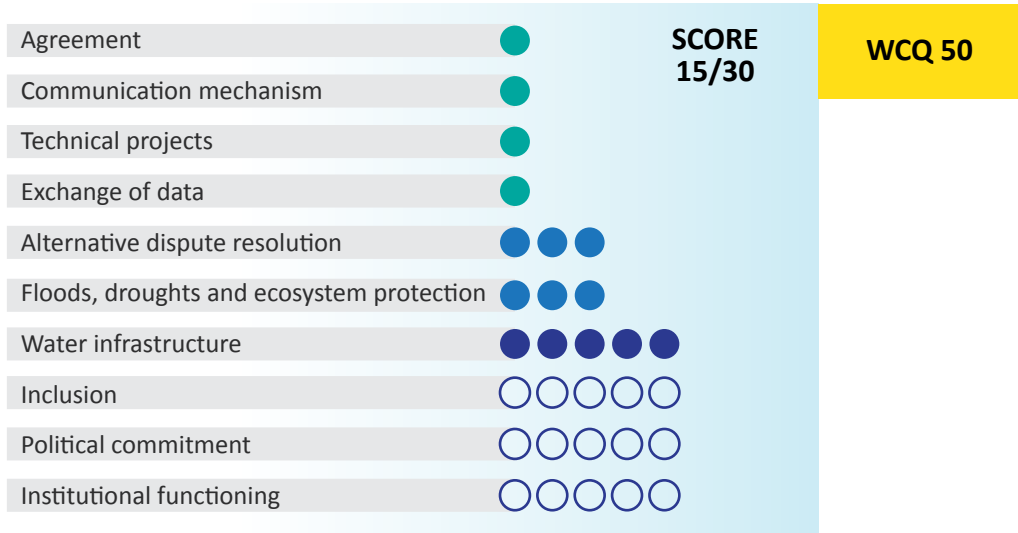 Agreement
Communication mechanism
Technical projects
Exchange of data
Alternative dispute resolution
Floods, droughts and ecosystem protection
Water infrastructure
Inclusion
Political commitment
Institutional functioning
SCORE
15/30
WCQ 50